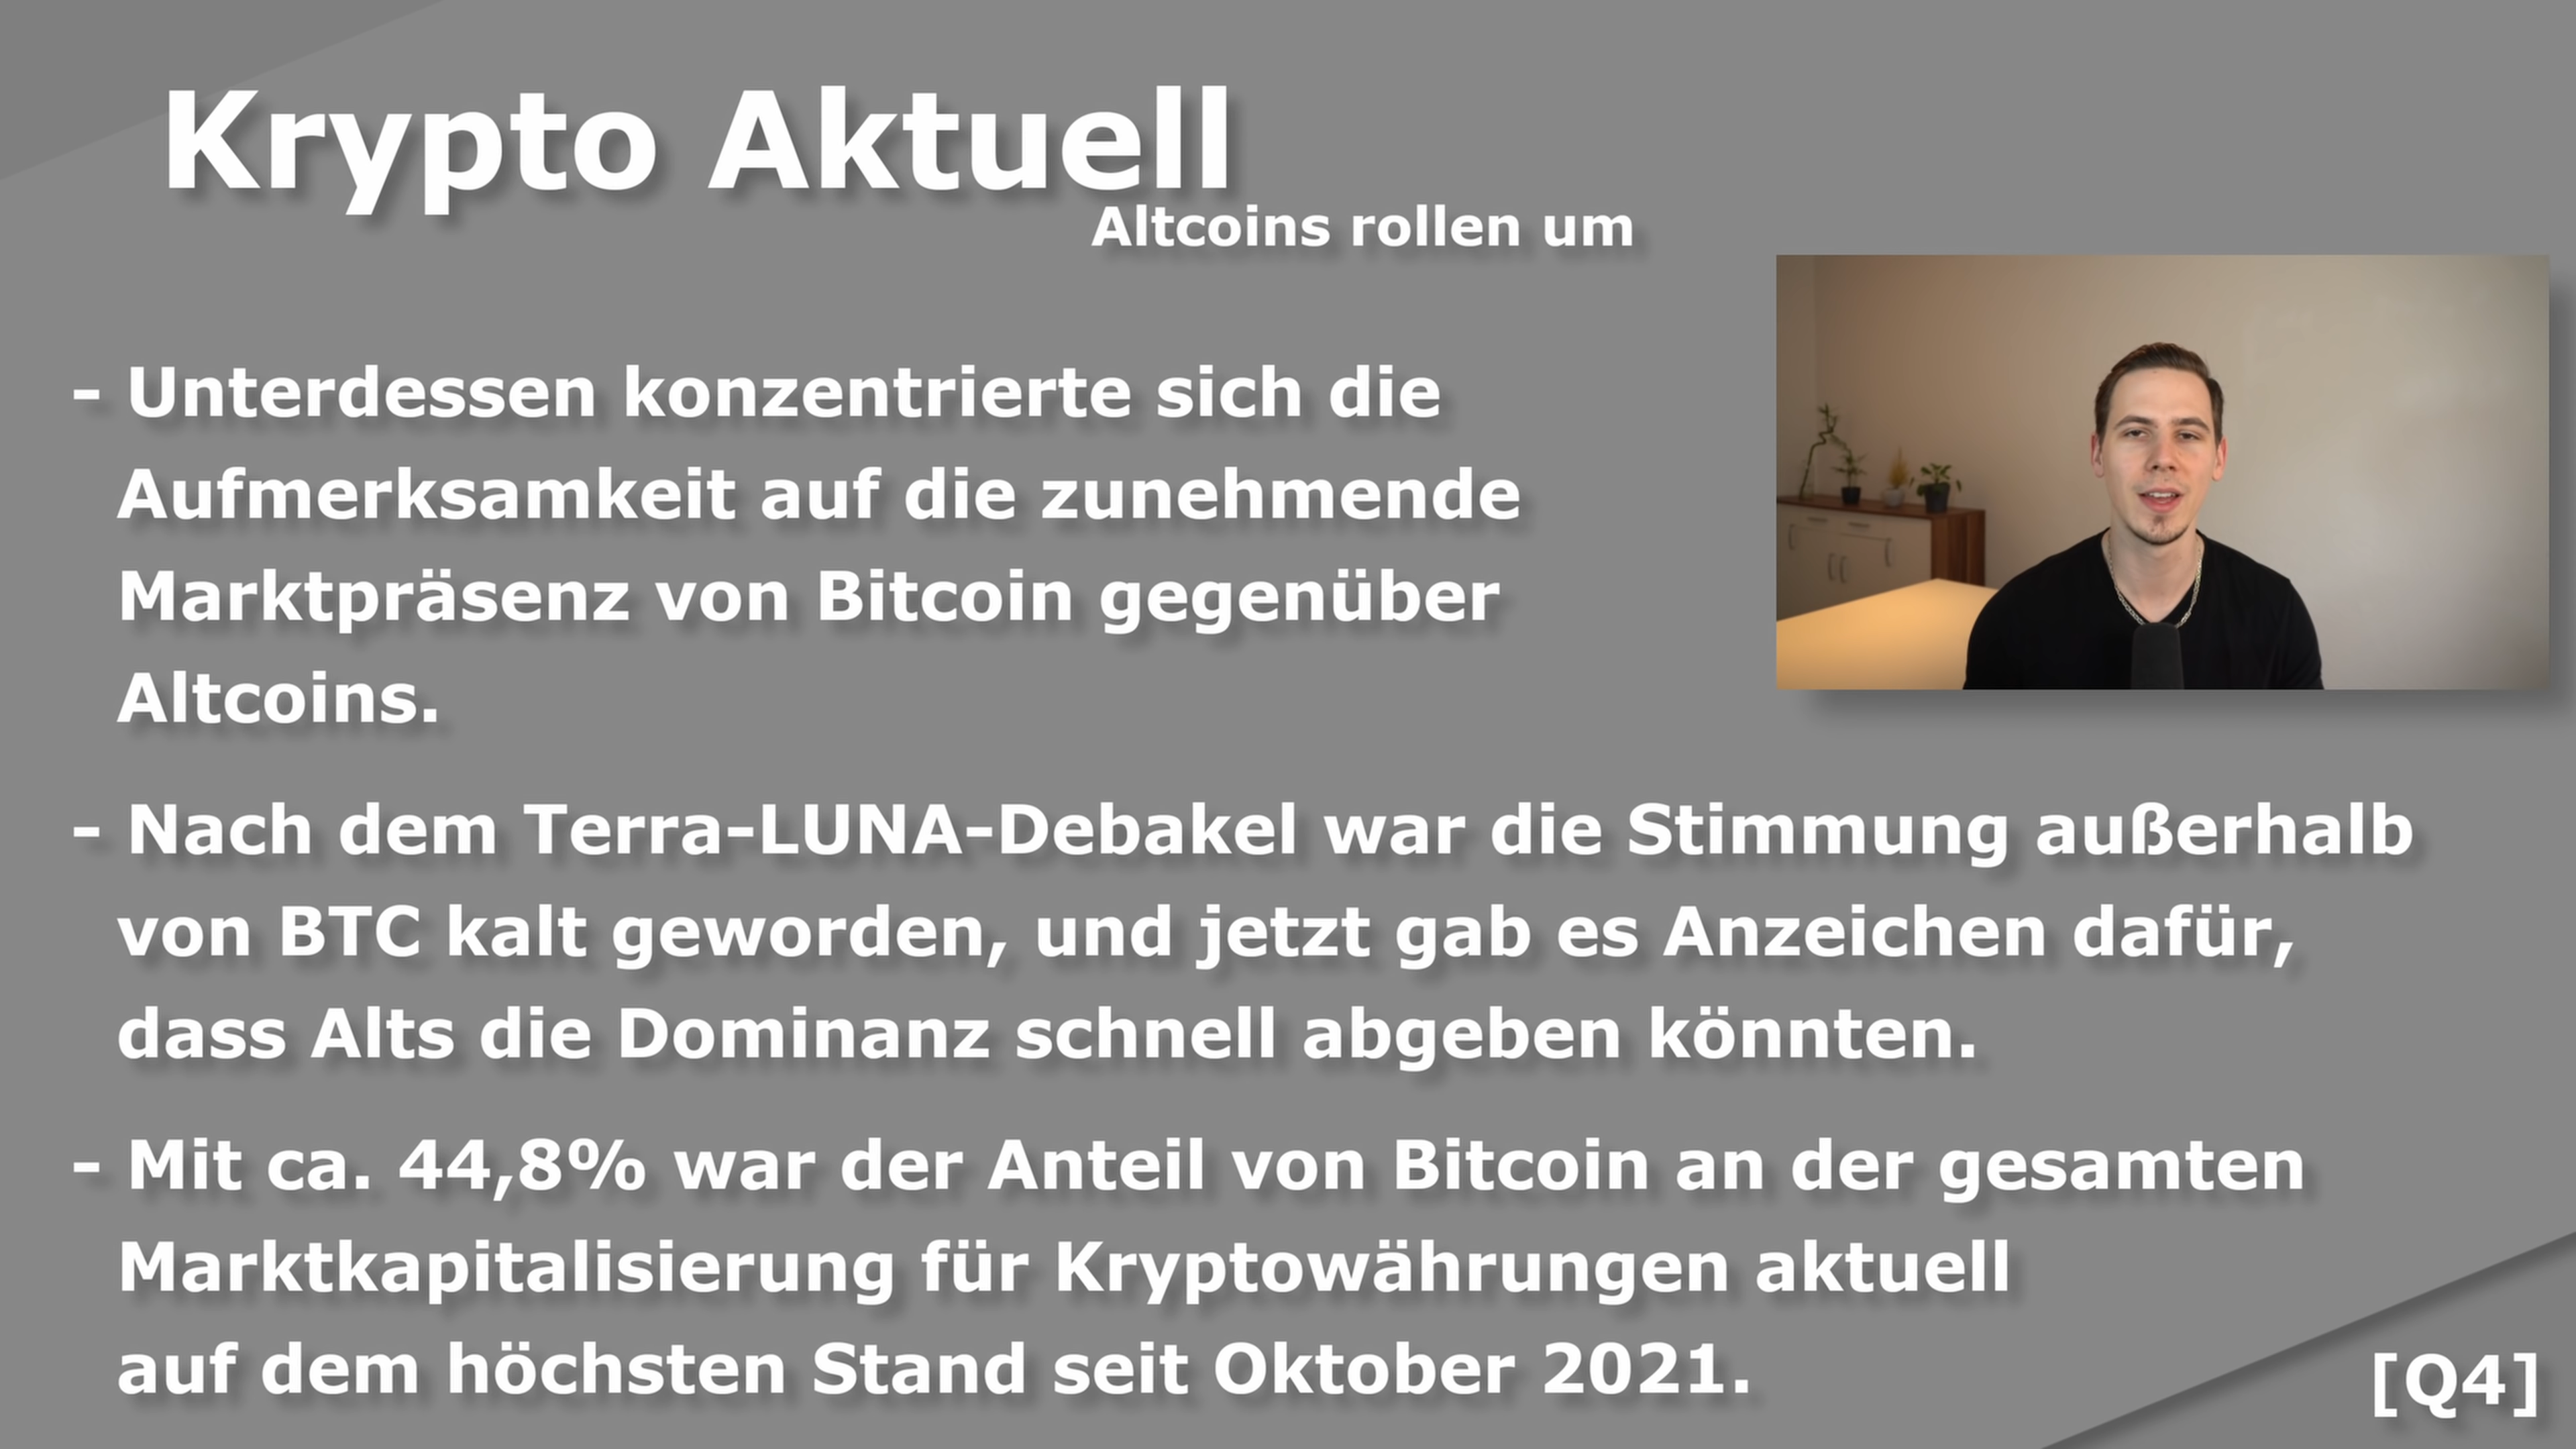 Krypto Aktuell
Altcoins rollen um
- Unterdessen konzentrierte sich die
Aufmerksamkeit auf die zunehmende
Marktpräsenz von Bitcoin gegenüber
Altcoins.
- Nach dem Terra-LUNA-Debakel war die Stimmung außerhalb
von BTC kalt geworden, und jetzt gab es Anzeichen dafür,
dass Alts die Dominanz schnell abgeben könnten.
- Mit ca. 44,8% war der Anteil von Bitcoin an der gesamten
Marktkapitalisierung für Kryptowährungen aktuell
auf dem höchsten Stand seit Oktober 2021.
[Q4]